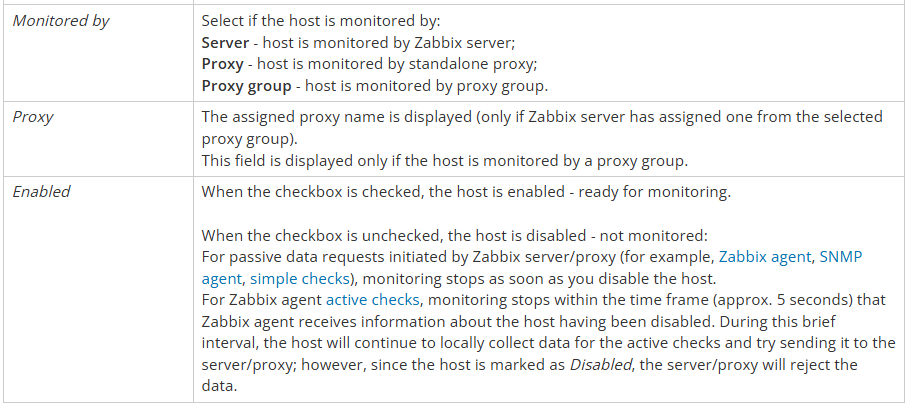 Monitored by
Select if the host is monitored by:
Server - host is monitored by Zabbix server;
Proxy - host is monitored by standalone proxy;
Proxy group - host is monitored by proxy group.
Proxy
The assigned proxy name is displayed (only if Zabbix server has assigned one from the selected
proxy group).
This field is displayed only if the host is monitored by a proxy group.
Enabled
When the checkbox is checked, the host is enabled - ready for monitoring.
When the checkbox is unchecked, the host is disabled - not monitored:
For passive data requests initiated by Zabbix server/proxy (for example, Zabbix agent, SNMP
agent, simple checks), monitoring stops as soon as you disable the host.
For Zabbix agent active checks, monitoring stops within the time frame (approx. 5 seconds) that
Zabbix agent receives information about the host having been disabled. During this brief
interval, the host will continue to locally collect data for the active checks and try sending it to the
server/proxy; however, since the host is marked as Disabled, the server/proxy will reject the
data.